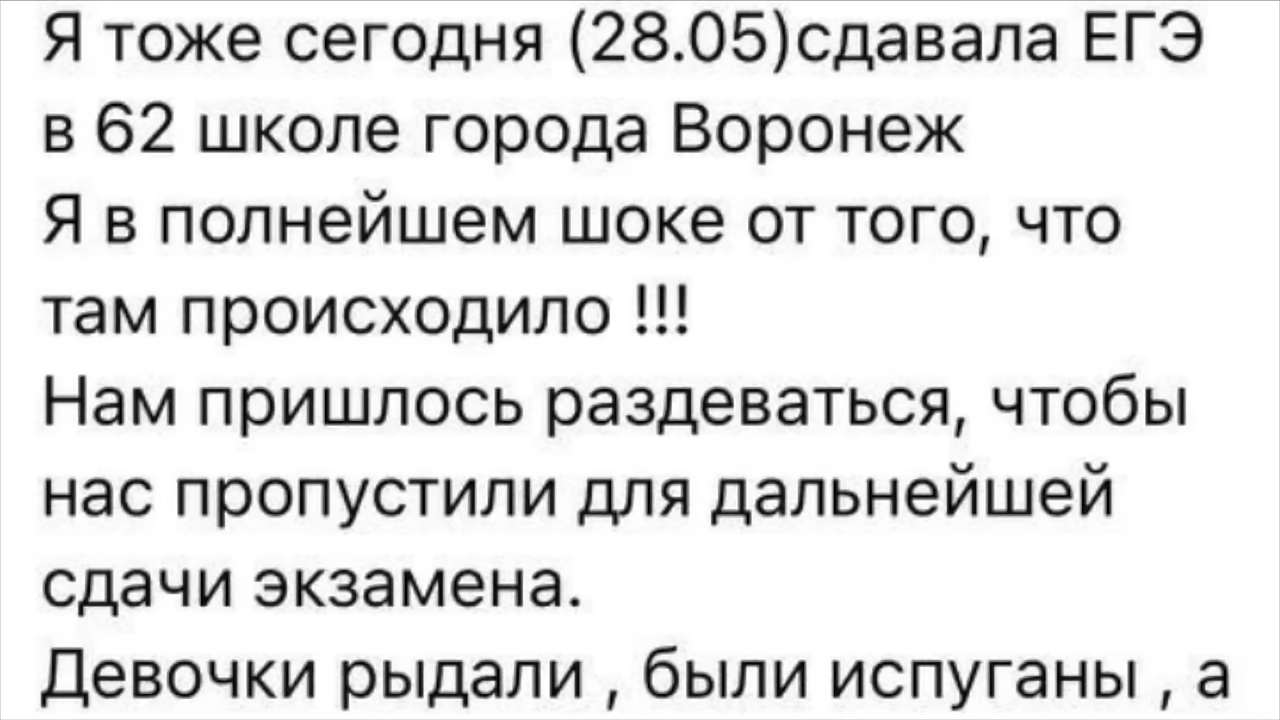 Я тоже сегодня (28.05)сдавала ЕГЭ
в 62 школе города Воронеж
Я в полнейшем шоке от того, что
там происходило !!!
Нам пришлось раздеваться, чтобы
нас пропустили для дальнейшей
сдачи экзамена.
Девочки рыдали , были испуганы , а